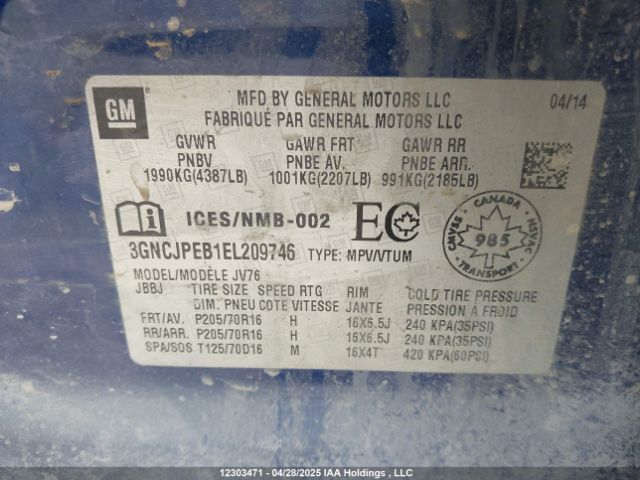 GM
MFD BY GENERAL MOTORS LLC 04/14
FABRIQUÉ PAR GENERAL MOTORS LLC
GVWR GAWR FRT GAWR RR
PNBV PNBE AV. PNBE ARR.
1990KG(4387LB) 1001KG(2207LB) 991KG(2185LB)
i ICES/NMB-002 EC
CANADA
CMVSS 985 NSVAC
3GNCJPEB1EL209746 TYPE: MPV/VTUM
MODEL/MODÈLE JV76
JBBJ TIRE SIZE SPEED RTG RIM COLD TIRE PRESSURE
DIM. PNEU COTE VITESSE JANTE PRESSION À FROID
FRT/AV. P205/70R16 H 16X6.5J 240 KPA(35PSI)
RR/ARR. P205/70R16 H 16X6.5J 240 KPA(35PSI)
SPA/SOS T125/70D16 M 16X4T 420 KPA(60PSI)
12303471 - 04/28/2025 IAA Holdings , LLC